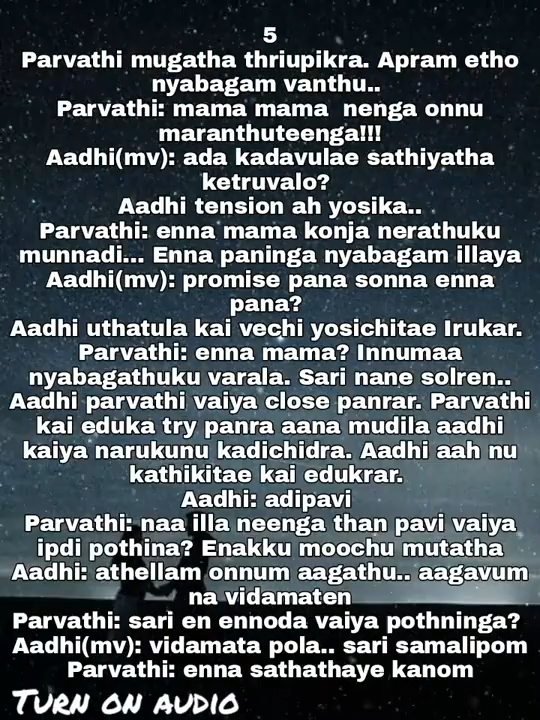 5
Parvathi mugatha thriupikra. Apram etho
nyabagam vanthu..
Parvathi: mama mama nenga onnu
maranthuteenga!!!
Aadhi(mv): ada kadavulae sathiyatha
ketruvalo?
Aadhi tension ah yosika..
Parvathi: enna mama konja nerathuku
munnadi... Enna paninga nyabagam illaya
Aadhi(mv): promise pana sonna enna
pana?
Aadhi uthatula kai vechi yosichitae Irukar.
Parvathi: enna mama? Innumaa
nyabagathuku varala. Sari nane solren..
Aadhi parvathi vaiya close panrar. Parvathi
kai eduka try panra aana mudila aadhi
kaiya narukunu kadichidra. Aadhi aah nu
kathikitae kai edukrar.
Aadhi: adipavi
Parvathi: naa illa neenga than pavi vaiya
ipdi pothina? Enakku moochu mutatha
Aadhi: athellam onnum aagathu.. aagavum
na vidamaten
Parvathi: sari en ennoda vaiya pothninga?
Aadhi(mv): vidamata pola.. sari samalipom
Parvathi: enna sathathaye kanom
Turn on audio